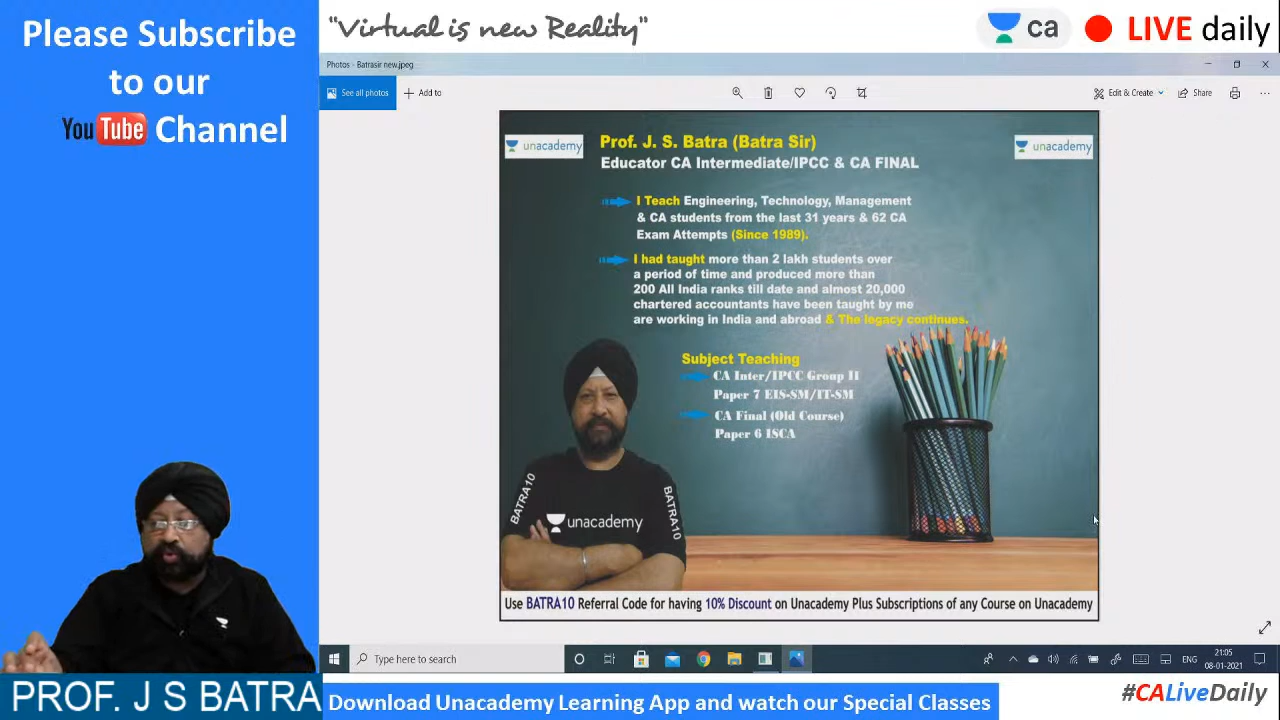 Please Subscribe
to our
YouTube Channel
"Virtual is new Reality"
ca LIVE daily
Photos - Batrasir new.jpeg
See all photos + Add to
Edit & Create Share
unacademy
unacademy
Prof. J. S. Batra (Batra Sir)
Educator CA Intermediate/IPCC & CA FINAL
I Teach Engineering, Technology, Management
& CA students from the last 31 years & 62 CA
Exam Attempts (Since 1989).
I had taught more than 2 lakh students over
a period of time and produced more than
200 All India ranks till date and almost 20,000
chartered accountants have been taught by me
are working in India and abroad & The legacy continues.
Subject Teaching
CA Inter/IPCC Group II
Paper 7 EIS-SM/IT-SM
CA Final (Old Course)
Paper 6 ISCA
BATRA10
BATRA10
unacademy
Use BATRA10 Referral Code for having 10% Discount on Unacademy Plus Subscriptions of any Course on Unacademy
Type here to search
ENG
21:05
08-01-2021
PROF. J S BATRA
Download Unacademy Learning App and watch our Special Classes
#CALiveDaily